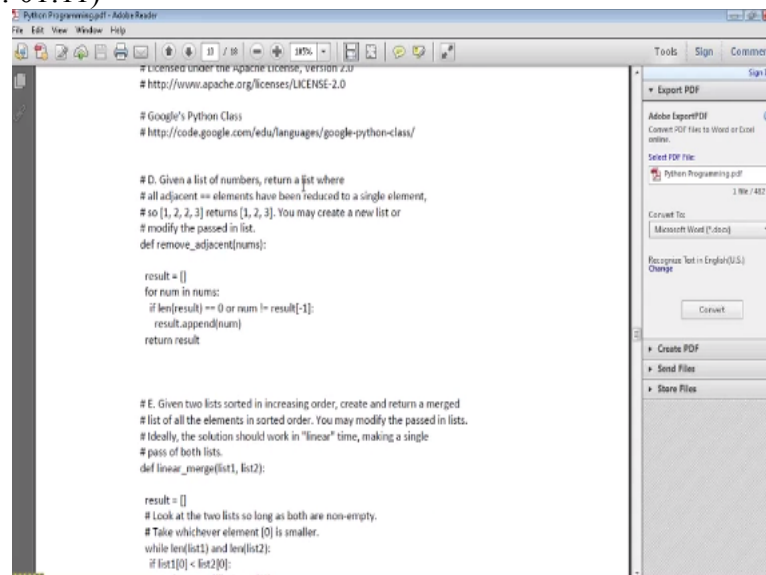 Python Programming.pdf - Adobe Reader
File Edit View Window Help
13 / 18 185%
Tools Sign Commen
# Licensed under the Apache License, Version 2.0
# http://www.apache.org/licenses/LICENSE-2.0
# Google's Python Class
# http://code.google.com/edu/languages/google-python-class/
# D. Given a list of numbers, return a list where
# all adjacent == elements have been reduced to a single element,
# so [1, 2, 2, 3] returns [1, 2, 3]. You may create a new list or
# modify the passed in list.
def remove_adjacent(nums):
result = []
for num in nums:
if len(result) == 0 or num != result[-1]:
result.append(num)
return result
# E. Given two lists sorted in increasing order, create and return a merged
# list of all the elements in sorted order. You may modify the passed in lists.
# Ideally, the solution should work in "linear" time, making a single
# pass of both lists.
def linear_merge(list1, list2):
result = []
# Look at the two lists so long as both are non-empty.
# Take whichever element [0] is smaller.
while len(list1) and len(list2):
if list1[0] < list2[0]:
Sign I
Export PDF
Adobe ExportPDF
Convert PDF files to Word or Excel
online.
Select PDF File:
Python Programming.pdf
1 file / 482
Convert To:
Microsoft Word (*.docx)
Recognize Text in English(U.S.)
Change
Convert
Create PDF
Send Files
Store Files